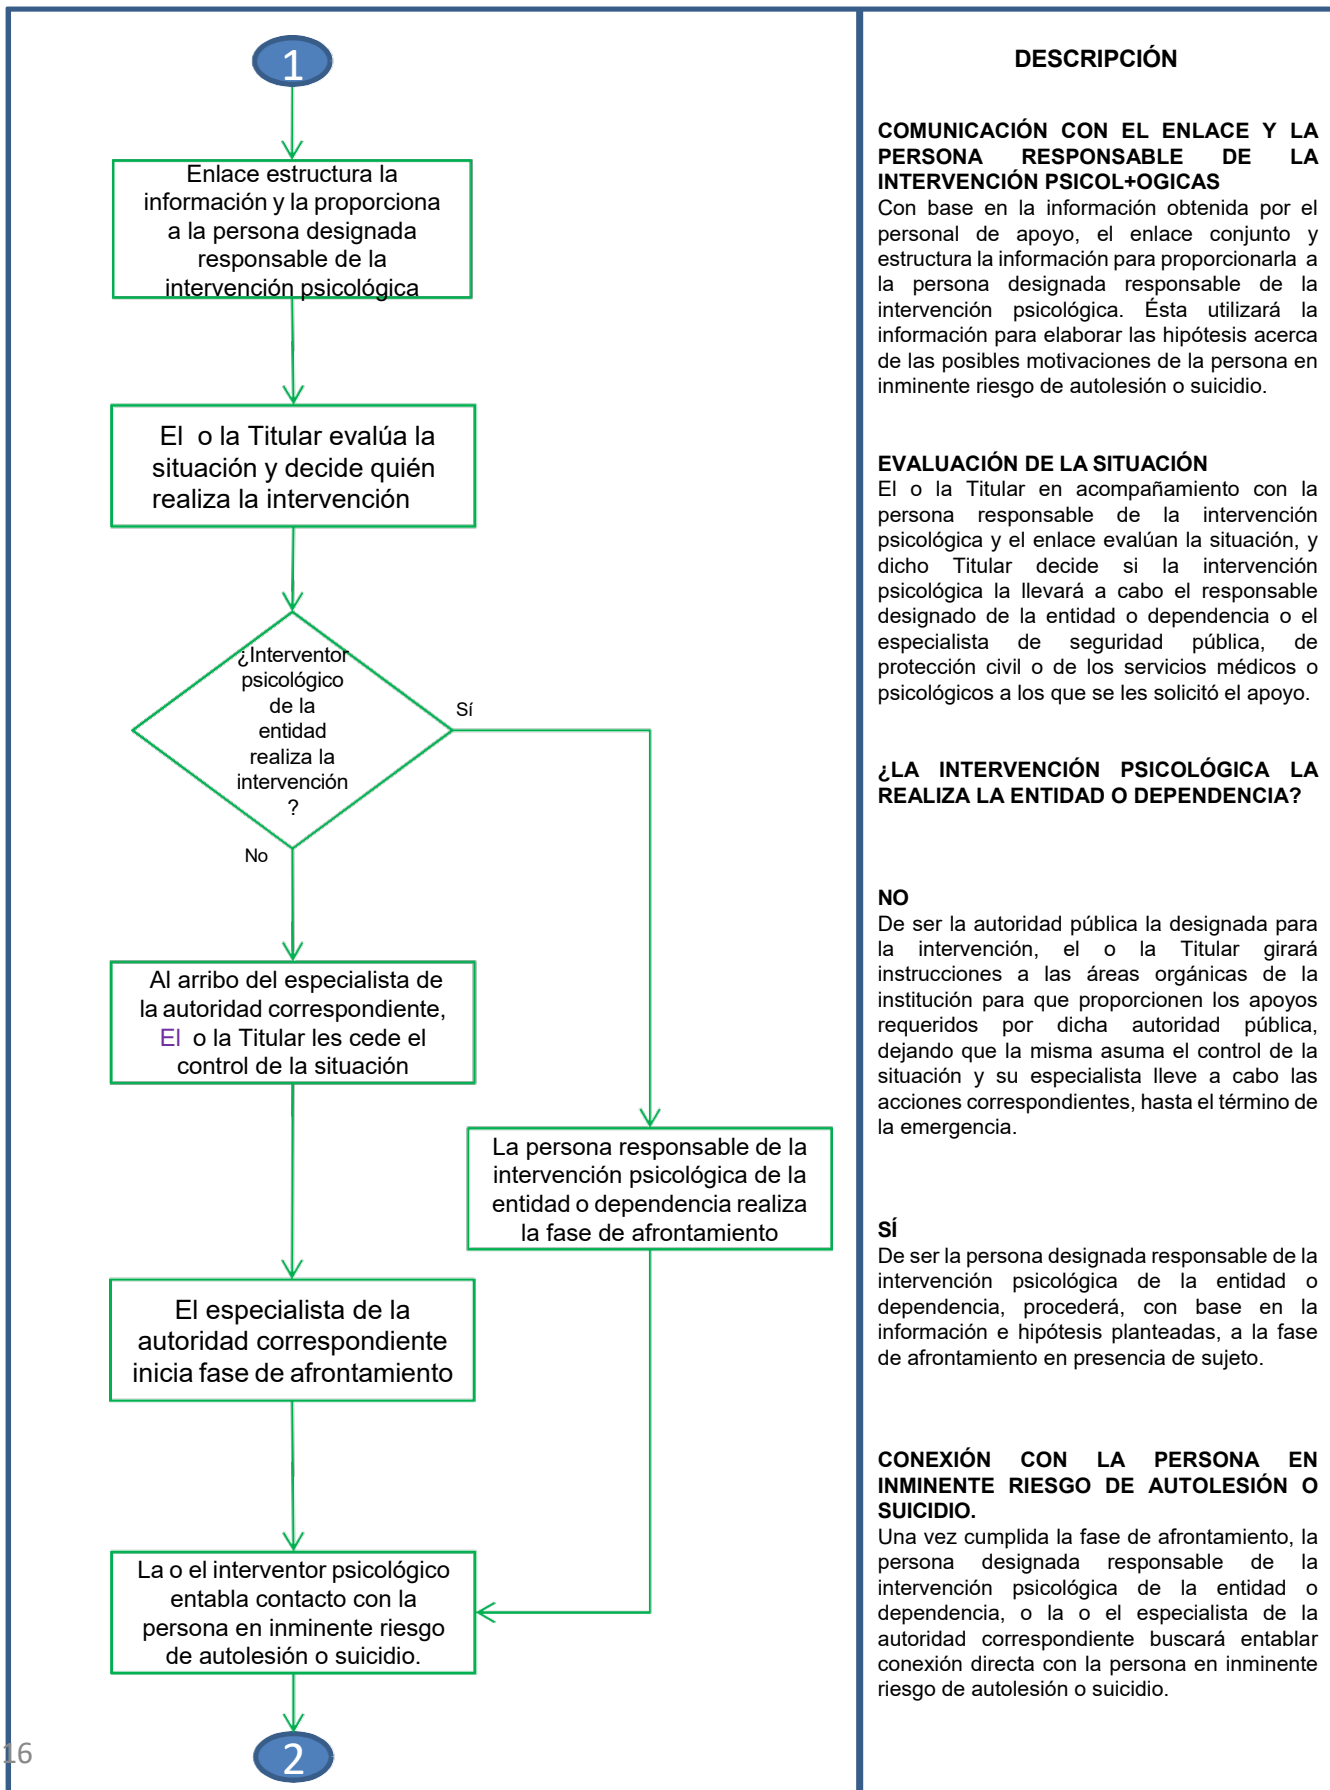 1
Enlace estructura la
información y la proporciona
a la persona designada
responsable de la
intervención psicológica
El o la Titular evalúa la
situación y decide quién
realiza la intervención
¿Interventor
psicológico
de la
entidad
realiza la
intervención
?
Sí
No
Al arribo del especialista de
la autoridad correspondiente,
El o la Titular les cede el
control de la situación
La persona responsable de la
intervención psicológica de la
entidad o dependencia realiza
la fase de afrontamiento
El especialista de la
autoridad correspondiente
inicia fase de afrontamiento
La o el interventor psicológico
entabla contacto con la
persona en inminente riesgo
de autolesión o suicidio.
2
16
DESCRIPCIÓN
COMUNICACIÓN CON EL ENLACE Y LA
PERSONA RESPONSABLE DE LA
INTERVENCIÓN PSICOL+OGICAS
Con base en la información obtenida por el
personal de apoyo, el enlace conjunto y
estructura la información para proporcionarla a
la persona designada responsable de la
intervención psicológica. Ésta utilizará la
información para elaborar las hipótesis acerca
de las posibles motivaciones de la persona en
inminente riesgo de autolesión o suicidio.
EVALUACIÓN DE LA SITUACIÓN
El o la Titular en acompañamiento con la
persona responsable de la intervención
psicológica y el enlace evalúan la situación, y
dicho Titular decide si la intervención
psicológica la llevará a cabo el responsable
designado de la entidad o dependencia o el
especialista de seguridad pública, de
protección civil o de los servicios médicos o
psicológicos a los que se les solicitó el apoyo.
¿LA INTERVENCIÓN PSICOLÓGICA LA
REALIZA LA ENTIDAD O DEPENDENCIA?
NO
De ser la autoridad pública la designada para
la intervención, el o la Titular girará
instrucciones a las áreas orgánicas de la
institución para que proporcionen los apoyos
requeridos por dicha autoridad pública,
dejando que la misma asuma el control de la
situación y su especialista lleve a cabo las
acciones correspondientes, hasta el término de
la emergencia.
SÍ
De ser la persona designada responsable de la
intervención psicológica de la entidad o
dependencia, procederá, con base en la
información e hipótesis planteadas, a la fase
de afrontamiento en presencia de sujeto.
CONEXIÓN CON LA PERSONA EN
INMINENTE RIESGO DE AUTOLESIÓN O
SUICIDIO.
Una vez cumplida la fase de afrontamiento, la
persona designada responsable de la
intervención psicológica de la entidad o
dependencia, o la o el especialista de la
autoridad correspondiente buscará entablar
conexión directa con la persona en inminente
riesgo de autolesión o suicidio.